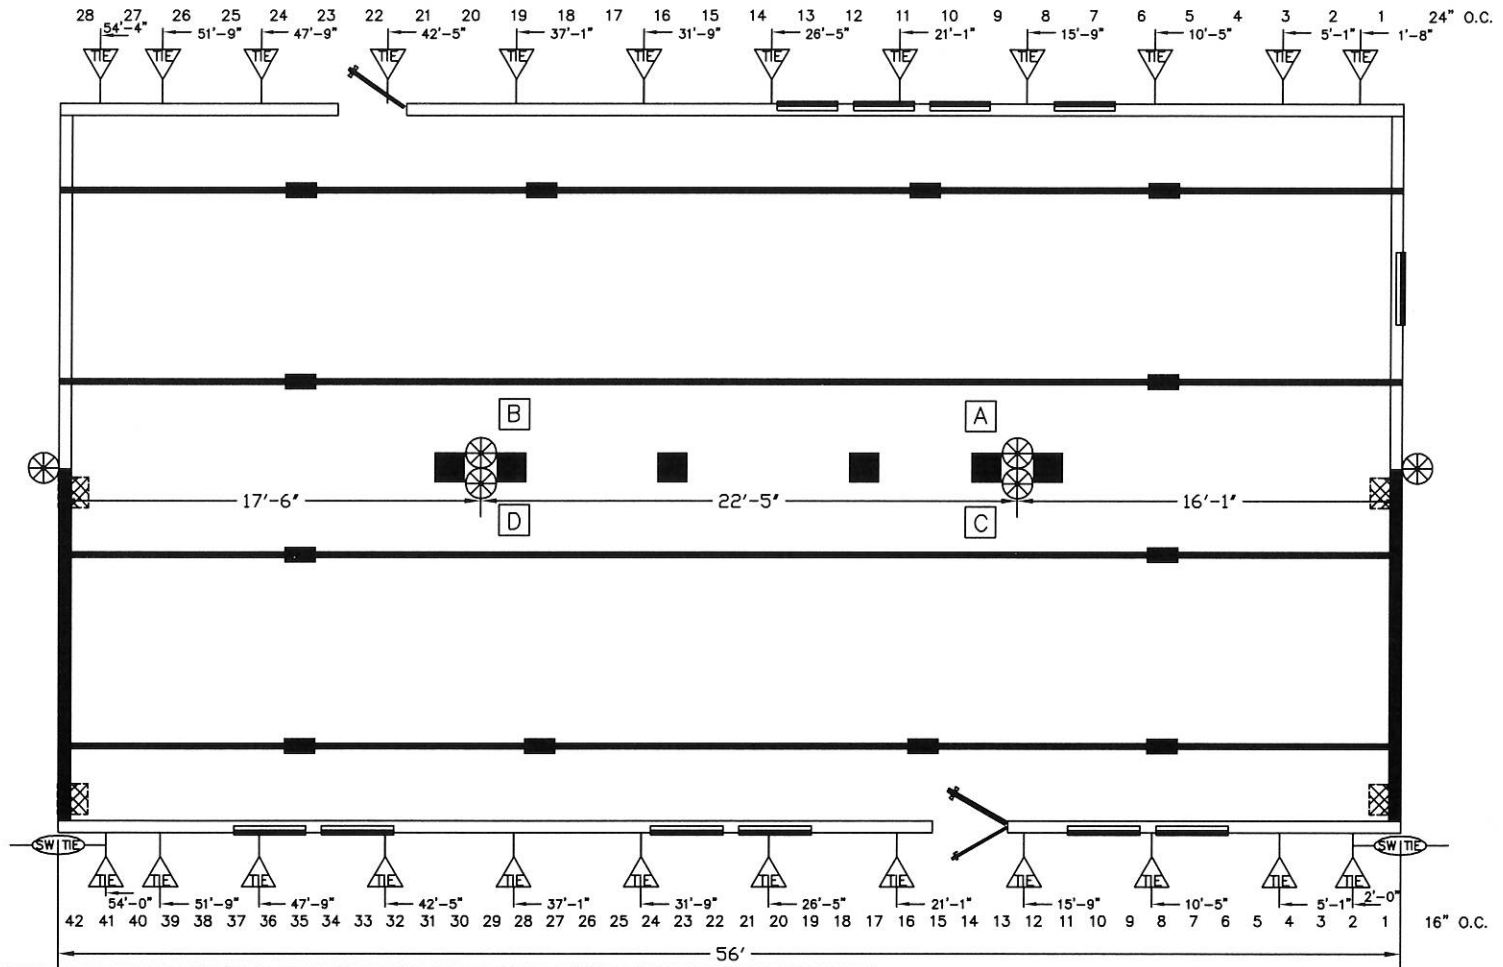 28 27 26 25 24 23 22 21 20 19 18 17 16 15 14 13 12 11 10 9 8 7 6 5 4 3 2 1 24" O.C.
54'-4" 51'-9" 47'-9" 42'-5" 37'-1" 31'-9" 26'-5" 21'-1" 15'-9" 10'-5" 5'-1" 1'-8"
TIE TIE TIE TIE TIE TIE TIE TIE TIE TIE TIE TIE
B A
17'-6" 22'-5" 16'-1"
D C
SW TIE SW TIE
TIE TIE TIE TIE TIE TIE TIE TIE TIE TIE TIE TIE
54'-0" 51'-9" 47'-9" 42'-5" 37'-1" 31'-9" 26'-5" 21'-1" 15'-9" 10'-5" 5'-1" 2'-0"
42 41 40 39 38 37 36 35 34 33 32 31 30 29 28 27 26 25 24 23 22 21 20 19 18 17 16 15 14 13 12 11 10 9 8 7 6 5 4 3 2 1 16" O.C.
56'